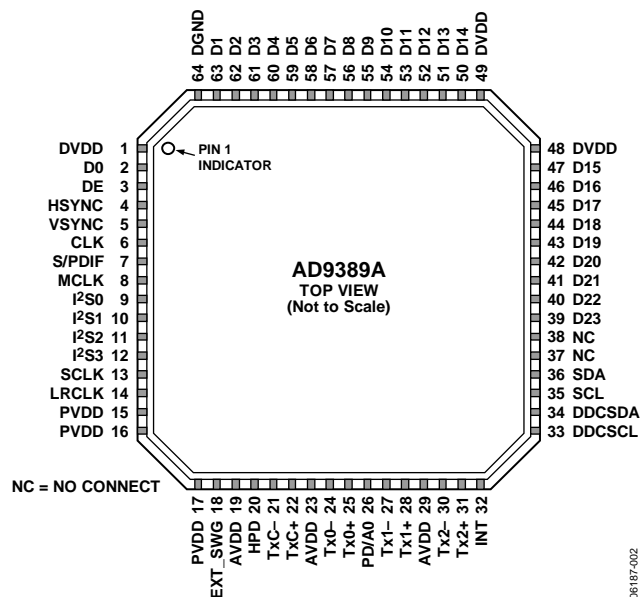 64 DGND
63 D1
62 D2
61 D3
60 D4
59 D5
58 D6
57 D7
56 D8
55 D9
54 D10
53 D11
52 D12
51 D13
50 D14
49 DVDD
DVDD 1
D0 2
DE 3
HSYNC 4
VSYNC 5
CLK 6
S/PDIF 7
MCLK 8
I²S0 9
I²S1 10
I²S2 11
I²S3 12
SCLK 13
LRCLK 14
PVDD 15
PVDD 16
PIN 1
INDICATOR
AD9389A
TOP VIEW
(Not to Scale)
48 DVDD
47 D15
46 D16
45 D17
44 D18
43 D19
42 D20
41 D21
40 D22
39 D23
38 NC
37 NC
36 SDA
35 SCL
34 DDCSDA
33 DDCSCL
NC = NO CONNECT
PVDD 17
EXT_SWG 18
AVDD 19
HPD 20
TxC– 21
TxC+ 22
AVDD 23
Tx0– 24
Tx0+ 25
PD/A0 26
Tx1– 27
Tx1+ 28
AVDD 29
Tx2– 30
Tx2+ 31
INT 32
06187-002